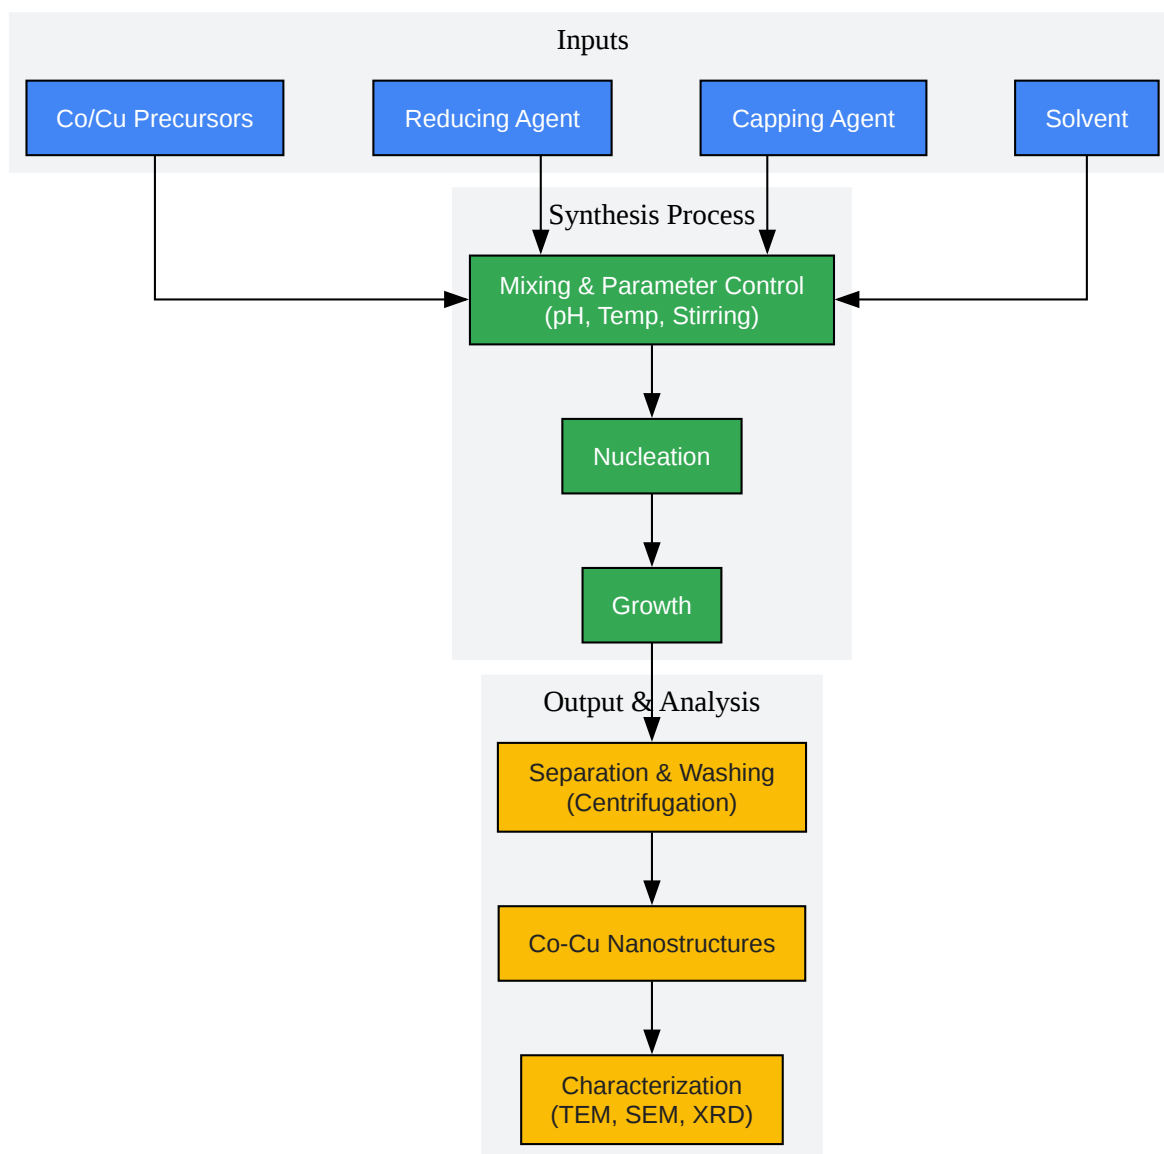 Inputs
Co/Cu Precursors
Reducing Agent
Capping Agent
Solvent
Synthesis Process
Mixing & Parameter Control
(pH, Temp, Stirring)
Nucleation
Growth
Output & Analysis
Separation & Washing
(Centrifugation)
Co-Cu Nanostructures
Characterization
(TEM, SEM, XRD)